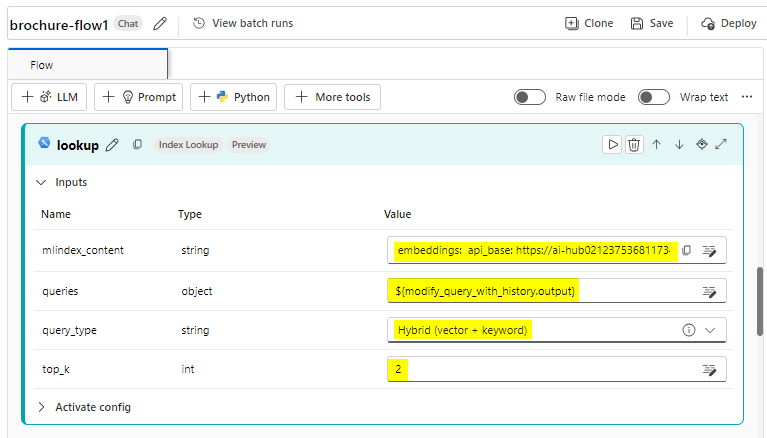 brochure-flow1 Chat View batch runs Clone Save Deploy
Flow
LLM Prompt Python More tools Raw file mode Wrap text ...
lookup Index Lookup Preview
Inputs
Name Type Value
mlindex_content string embeddings: api_base: https://ai-hub02123753681173
queries object ${modify_query_with_history.output}
query_type string Hybrid (vector + keyword)
top_k int 2
Activate config